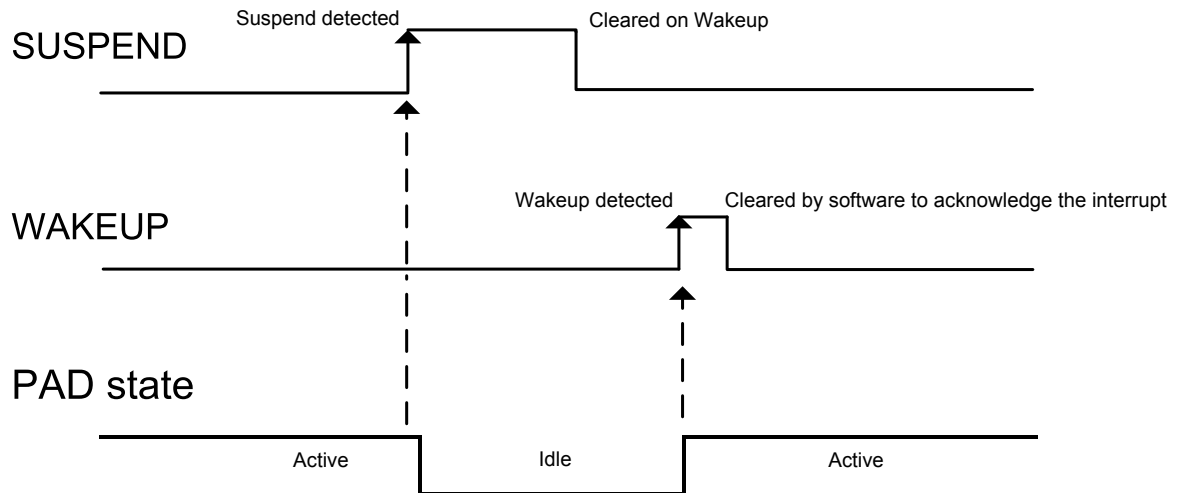 Suspend detected
Cleared on Wakeup
SUSPEND
Wakeup detected
Cleared by software to acknowledge the interrupt
WAKEUP
PAD state
Active
Idle
Active